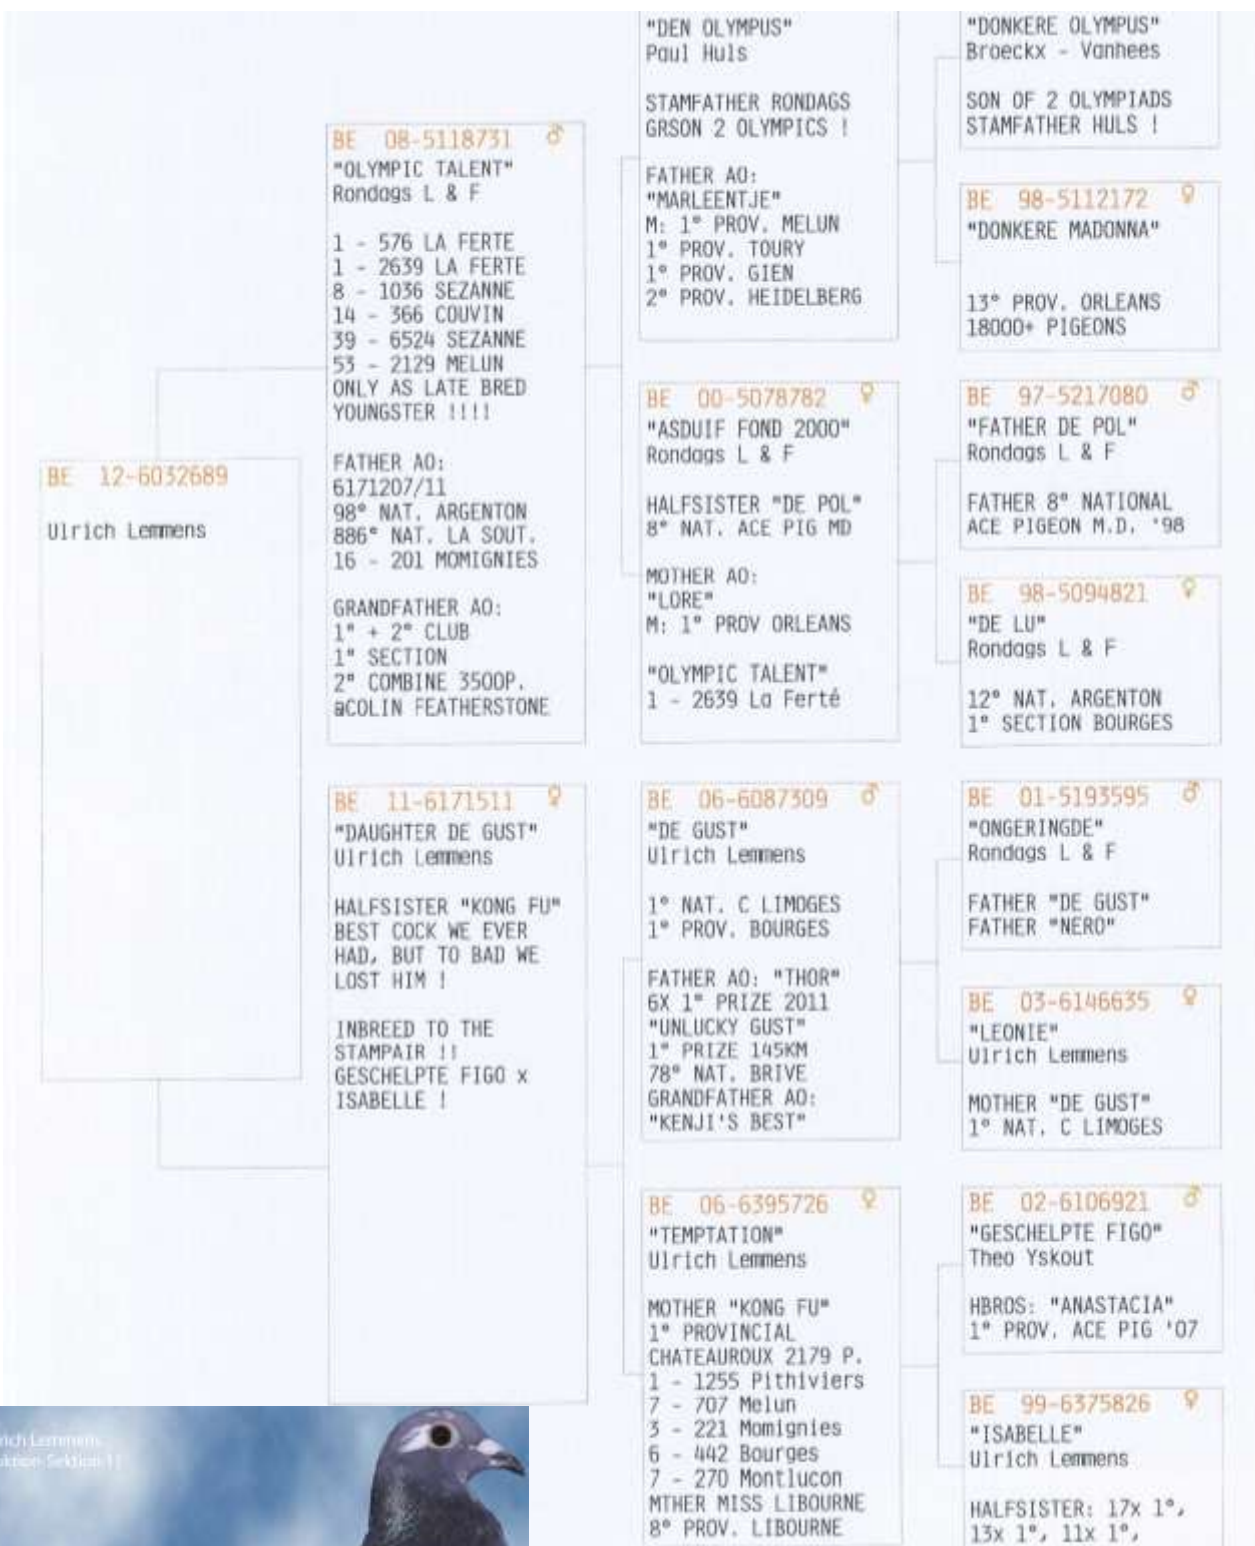 BE 12-6032689
Ulrich Lemmens
BE 08-5118731 ♂
"OLYMPIC TALENT"
Rondags L & F
1 - 576 LA FERTE
1 - 2639 LA FERTE
8 - 1036 SEZANNE
14 - 366 COUVIN
39 - 6524 SEZANNE
53 - 2129 MELUN
ONLY AS LATE BRED
YOUNGSTER !!!!
FATHER AO:
6171207/11
98° NAT. ARGENTON
886° NAT. LA SOUT.
16 - 201 MOMIGNIES
GRANDFATHER AO:
1° + 2° CLUB
1° SECTION
2° COMBINE 3500P.
aCOLIN FEATHERSTONE
BE 11-6171511 ♀
"DAUGHTER DE GUST"
Ulrich Lemmens
HALFSISTER "KONG FU"
BEST COCK WE EVER
HAD, BUT TO BAD WE
LOST HIM !
INBREED TO THE
STAMPAIR !!
GESCHELPTE FIGO x
ISABELLE !
"DEN OLYMPUS"
Paul Huls
STAMFATHER RONDAGS
GRSON 2 OLYMPICS !
FATHER AO:
"MARLEENTJE"
M: 1° PROV. MELUN
1° PROV. TOURY
1° PROV. GIEN
2° PROV. HEIDELBERG
BE 00-5078782 ♀
"ASDUIF FOND 2000"
Rondags L & F
HALFSISTER "DE POL"
8° NAT. ACE PIG MD
MOTHER AO:
"LORE"
M: 1° PROV ORLEANS
"OLYMPIC TALENT"
1 - 2639 La Ferté
BE 06-6087309 ♂
"DE GUST"
Ulrich Lemmens
1° NAT. C LIMOGES
1° PROV. BOURGES
FATHER AO: "THOR"
6X 1° PRIZE 2011
"UNLUCKY GUST"
1° PRIZE 145KM
78° NAT. BRIVE
GRANDFATHER AO:
"KENJI'S BEST"
BE 06-6395726 ♀
"TEMPTATION"
Ulrich Lemmens
MOTHER "KONG FU"
1° PROVINCIAL
CHATEAUROUX 2179 P.
1 - 1255 Pithiviers
7 - 707 Melun
3 - 221 Momignies
6 - 442 Bourges
7 - 270 Montlucon
MTHER MISS LIBOURNE
8° PROV. LIBOURNE
"DONKERE OLYMPUS"
Broeckx - Vanhees
SON OF 2 OLYMPIADS
STAMFATHER HULS !
BE 98-5112172 ♀
"DONKERE MADONNA"
13° PROV. ORLEANS
18000+ PIGEONS
BE 97-5217080 ♂
"FATHER DE POL"
Rondags L & F
FATHER 8° NATIONAL
ACE PIGEON M.D. '98
BE 98-5094821 ♀
"DE LU"
Rondags L & F
12° NAT. ARGENTON
1° SECTION BOURGES
BE 01-5193595 ♂
"ONGERINGDE"
Rondags L & F
FATHER "DE GUST"
FATHER "NERO"
BE 03-6146635 ♀
"LEONIE"
Ulrich Lemmens
MOTHER "DE GUST"
1° NAT. C LIMOGES
BE 02-6106921 ♂
"GESCHELPTE FIGO"
Theo Yskout
HBROS: "ANASTACIA"
1° PROV. ACE PIG '07
BE 99-6375826 ♀
"ISABELLE"
Ulrich Lemmens
HALFSISTER: 17x 1°,
13x 1°, 11x 1°,
rich Lemmens